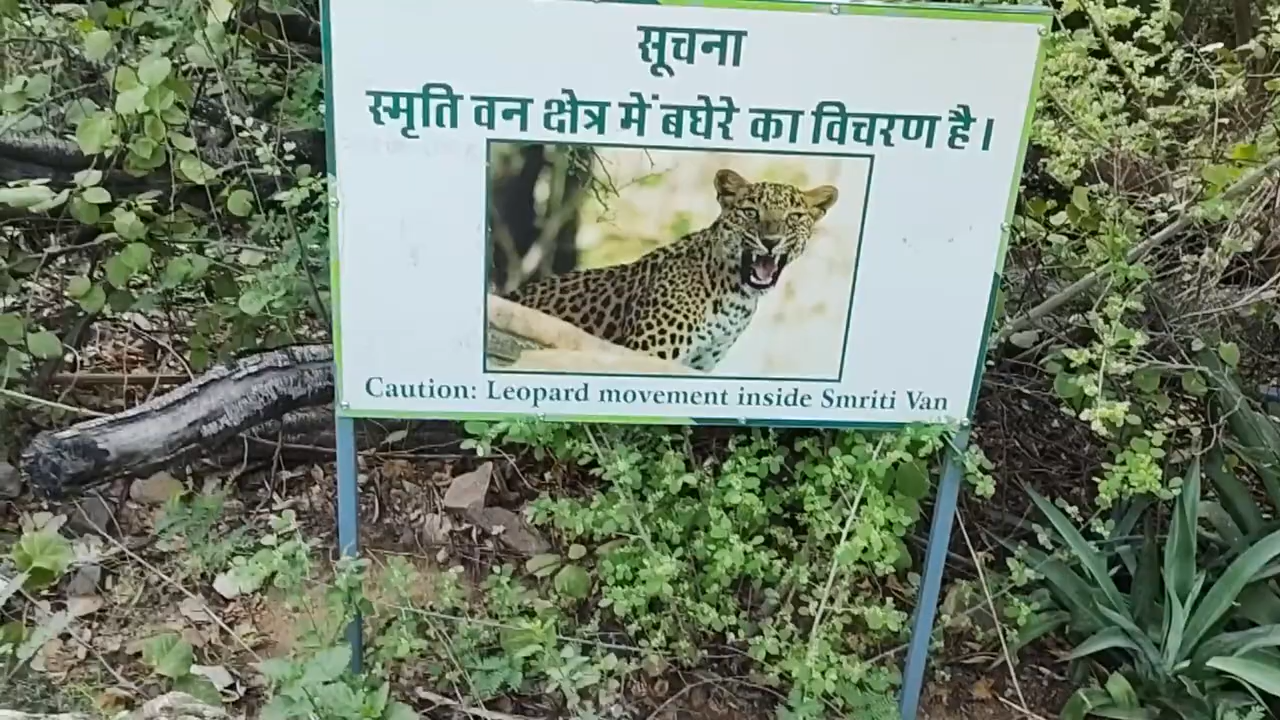 सूचना
स्मृति वन क्षेत्र में बघेरे का विचरण है।
Caution: Leopard movement inside Smriti Van